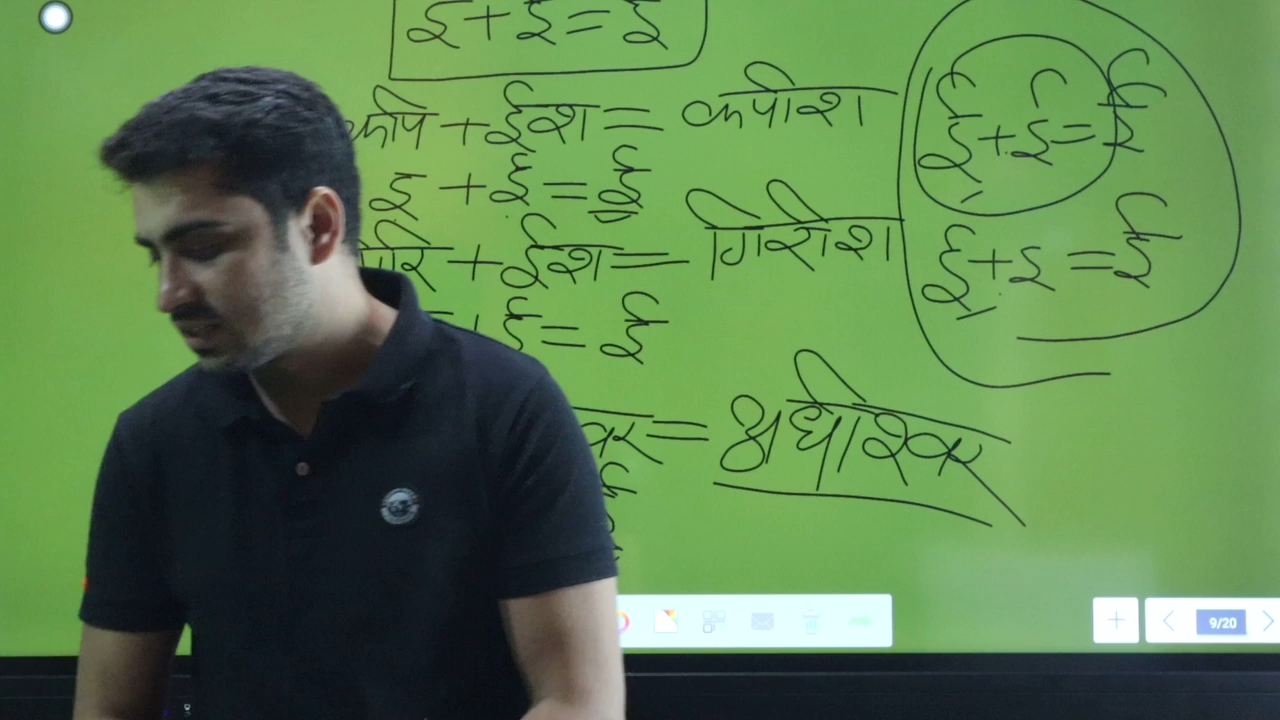 इ + ई = ई
कपि + ईश = कपीश
इ + ई = ई
गिरि + ईश = गिरीश
+ ई = ई
= अधीश्वर
ई + इ = ई
ई + इ = ई
9/20